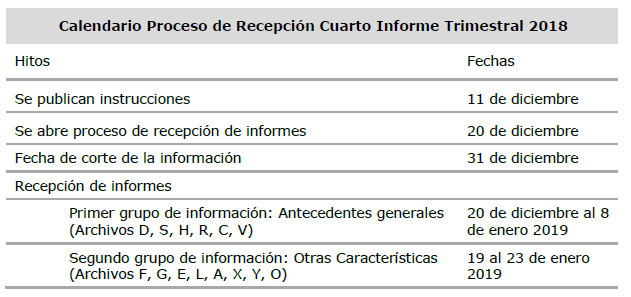 Calendario Proceso de Recepción Cuarto Informe Trimestral 2018
Hitos Fechas
Se publican instrucciones 11 de diciembre
Se abre proceso de recepción de informes 20 de diciembre
Fecha de corte de la información 31 de diciembre
Recepción de informes
Primer grupo de información: Antecedentes generales 20 de diciembre al 8
(Archivos D, S, H, R, C, V) de enero 2019
Segundo grupo de información: Otras Características 19 al 23 de enero
(Archivos F, G, E, L, A, X, Y, O) 2019